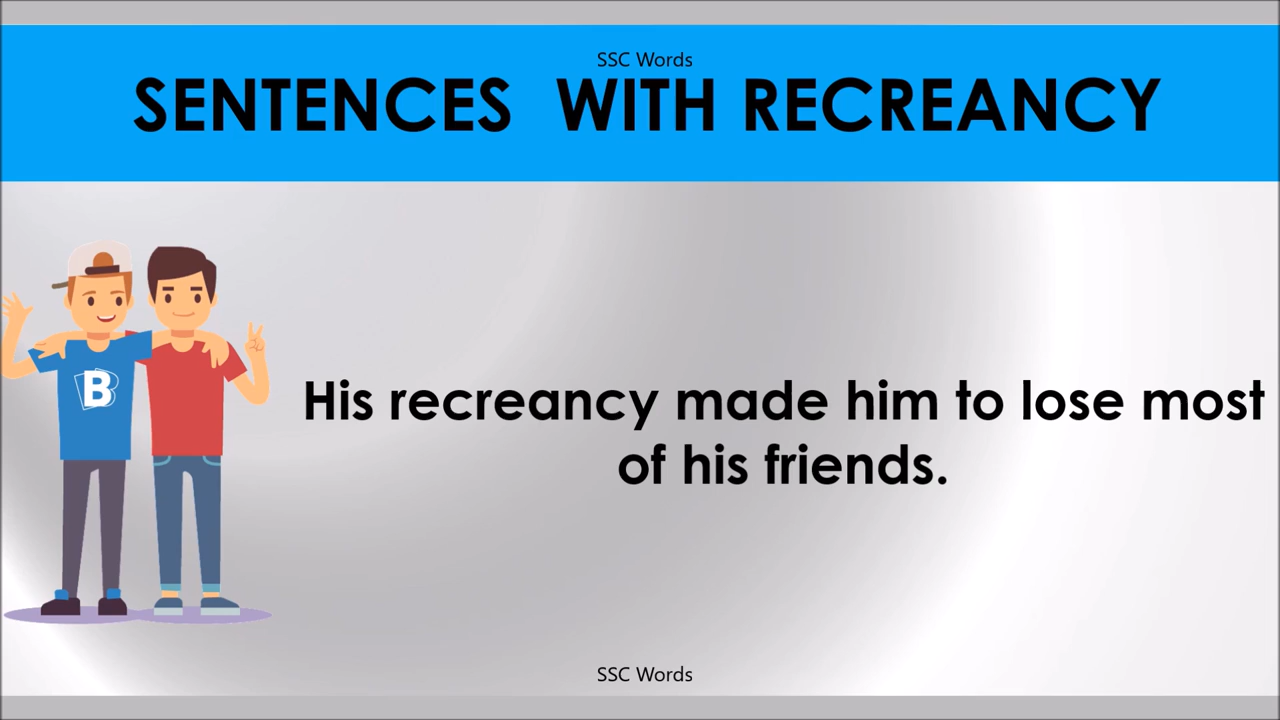 SSC Words
SENTENCES WITH RECREANCY
B
His recreancy made him to lose most
of his friends.
SSC Words